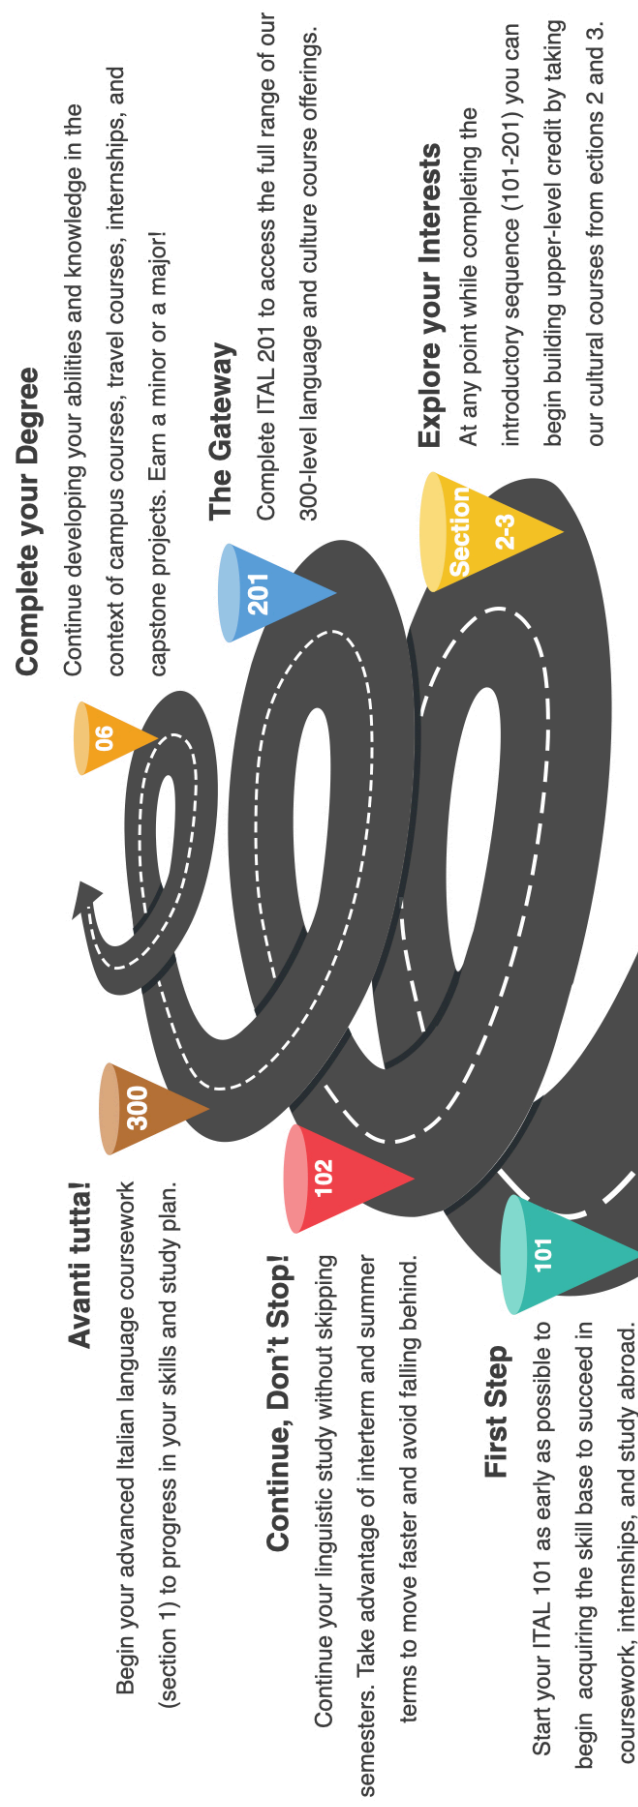 Complete your Degree
Continue developing your abilities and knowledge in the
context of campus courses, travel courses, internships, and
capstone projects. Earn a minor or a major!
06
Avanti tutta!
Begin your advanced Italian language coursework
(section 1) to progress in your skills and study plan.
300
The Gateway
Complete ITAL 201 to access the full range of our
300-level language and culture course offerings.
201
Continue, Don't Stop!
Continue your linguistic study without skipping
semesters. Take advantage of interterm and summer
terms to move faster and avoid falling behind.
102
Explore your Interests
At any point while completing the
introductory sequence (101-201) you can
begin building upper-level credit by taking
our cultural courses from ections 2 and 3.
Section
2-3
First Step
Start your ITAL 101 as early as possible to
begin acquiring the skill base to succeed in
coursework, internships, and study abroad.
101